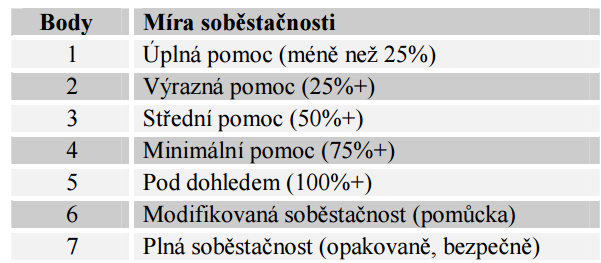 Body Míra soběstačnosti
1 Úplná pomoc (méně než 25%)
2 Výrazná pomoc (25%+)
3 Střední pomoc (50%+)
4 Minimální pomoc (75%+)
5 Pod dohledem (100%+)
6 Modifikovaná soběstačnost (pomůcka)
7 Plná soběstačnost (opakovaně, bezpečně)